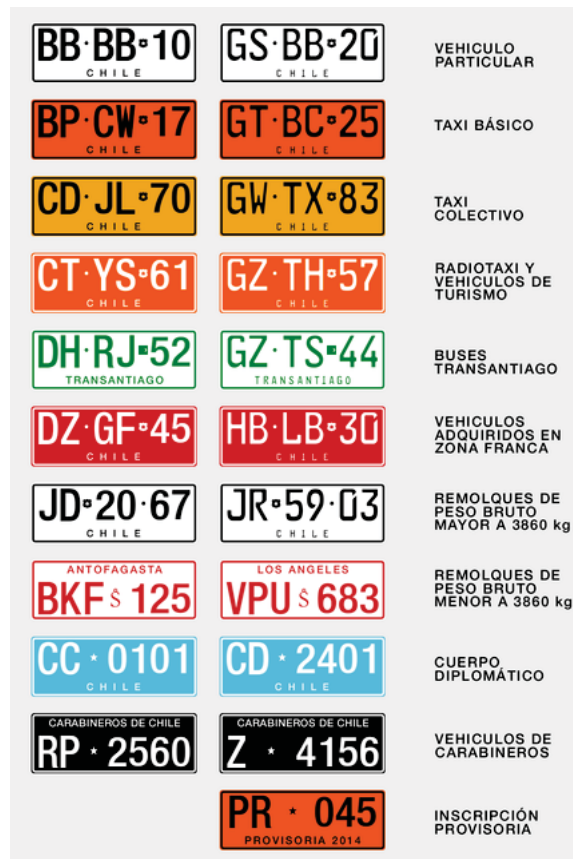 BB·BB·10 GS·BB·20 VEHICULO
CHILE CHILE PARTICULAR
BP·CW·17 GT·BC·25 TAXI BÁSICO
CHILE CHILE
CD·JL·70 GW·TX·83 TAXI
CHILE CHILE COLECTIVO
CT·YS·61 GZ·TH·57 RADIOTAXI Y
VEHICULOS DE
CHILE CHILE TURISMO
DH·RJ·52 GZ·TS·44 BUSES
TRANSANTIAGO TRANSANTIAGO TRANSANTIAGO
DZ·GF·45 HB·LB·30 VEHICULOS
ADQUIRIDOS EN
CHILE CHILE ZONA FRANCA
JD·20·67 JR·59·03 REMOLQUES DE
PESO BRUTO
CHILE CHILE MAYOR A 3860 kg
ANTOFAGASTA LOS ANGELES REMOLQUES DE
PESO BRUTO
BKF S 125 VPU S 683 MENOR A 3860 kg
CC * 0101 CD * 2401 CUERPO
CHILE CHILE DIPLOMÁTICO
CARABINEROS DE CHILE CARABINEROS DE CHILE VEHICULOS DE
RP * 2560 Z * 4156 CARABINEROS
PR * 045 INSCRIPCIÓN
PROVISORIA 2014 PROVISORIA